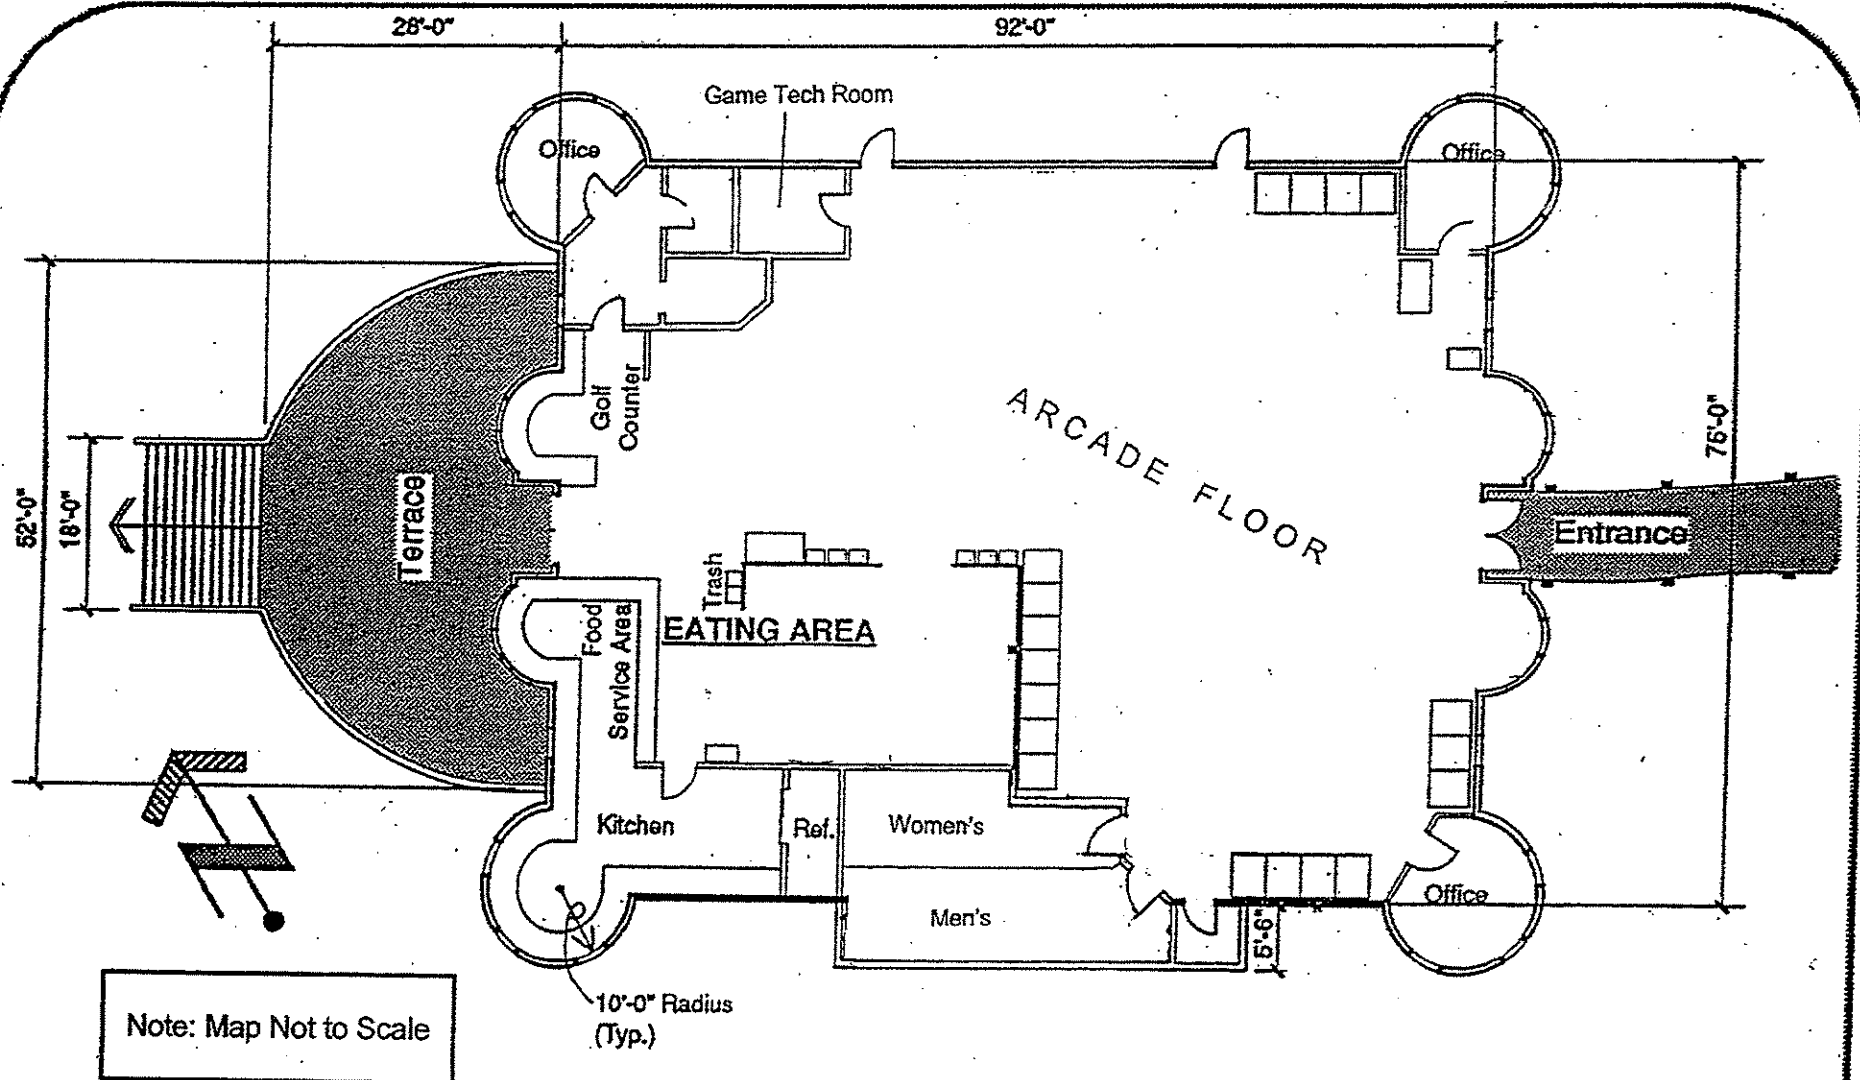 28'-0"
92'-0"
Game Tech Room
Office
Office
Golf
Counter
ARCADE FLOOR
76'-0"
52'-0"
18'-0"
Terrace
Entrance
Trash
Food
Service Area
EATING AREA
Kitchen
Ref.
Women's
Men's
Office
5'-6"
10'-0" Radius
(Typ.)
Note: Map Not to Scale